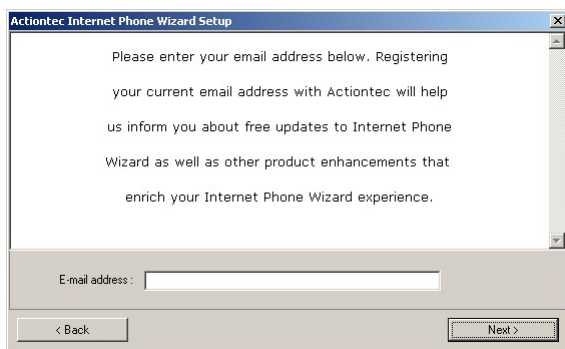 Actiontec Internet Phone Wizard Setup
Please enter your email address below. Registering
your current email address with Actiontec will help
us inform you about free updates to Internet Phone
Wizard as well as other product enhancements that
enrich your Internet Phone Wizard experience.
E-mail address :
< Back
Next >